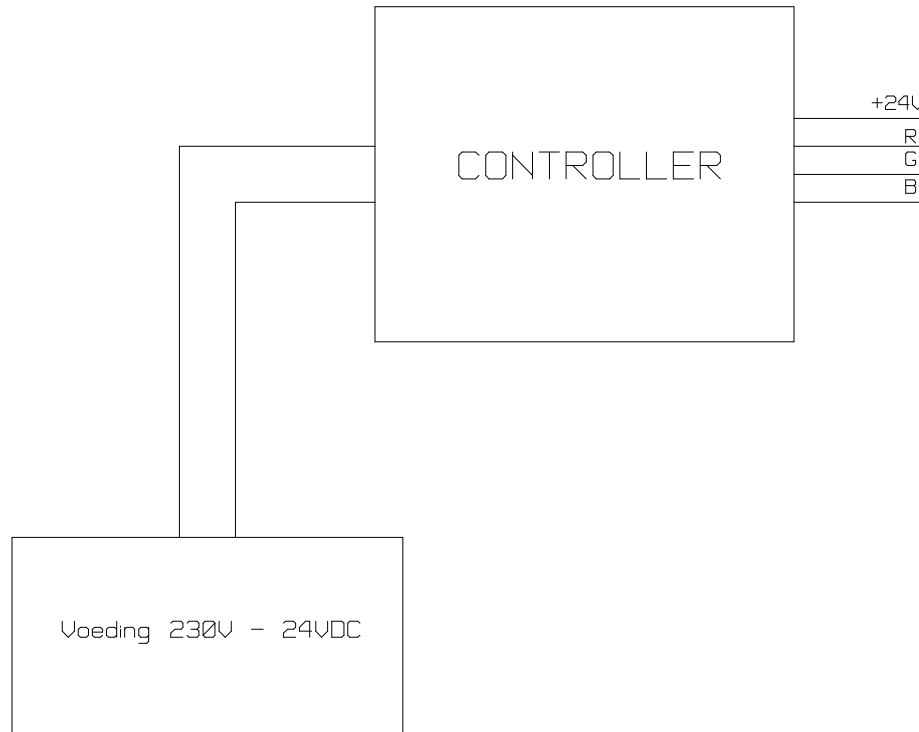 +24V
R
CONTROLLER
G
B
Voeding 230V - 24VDC